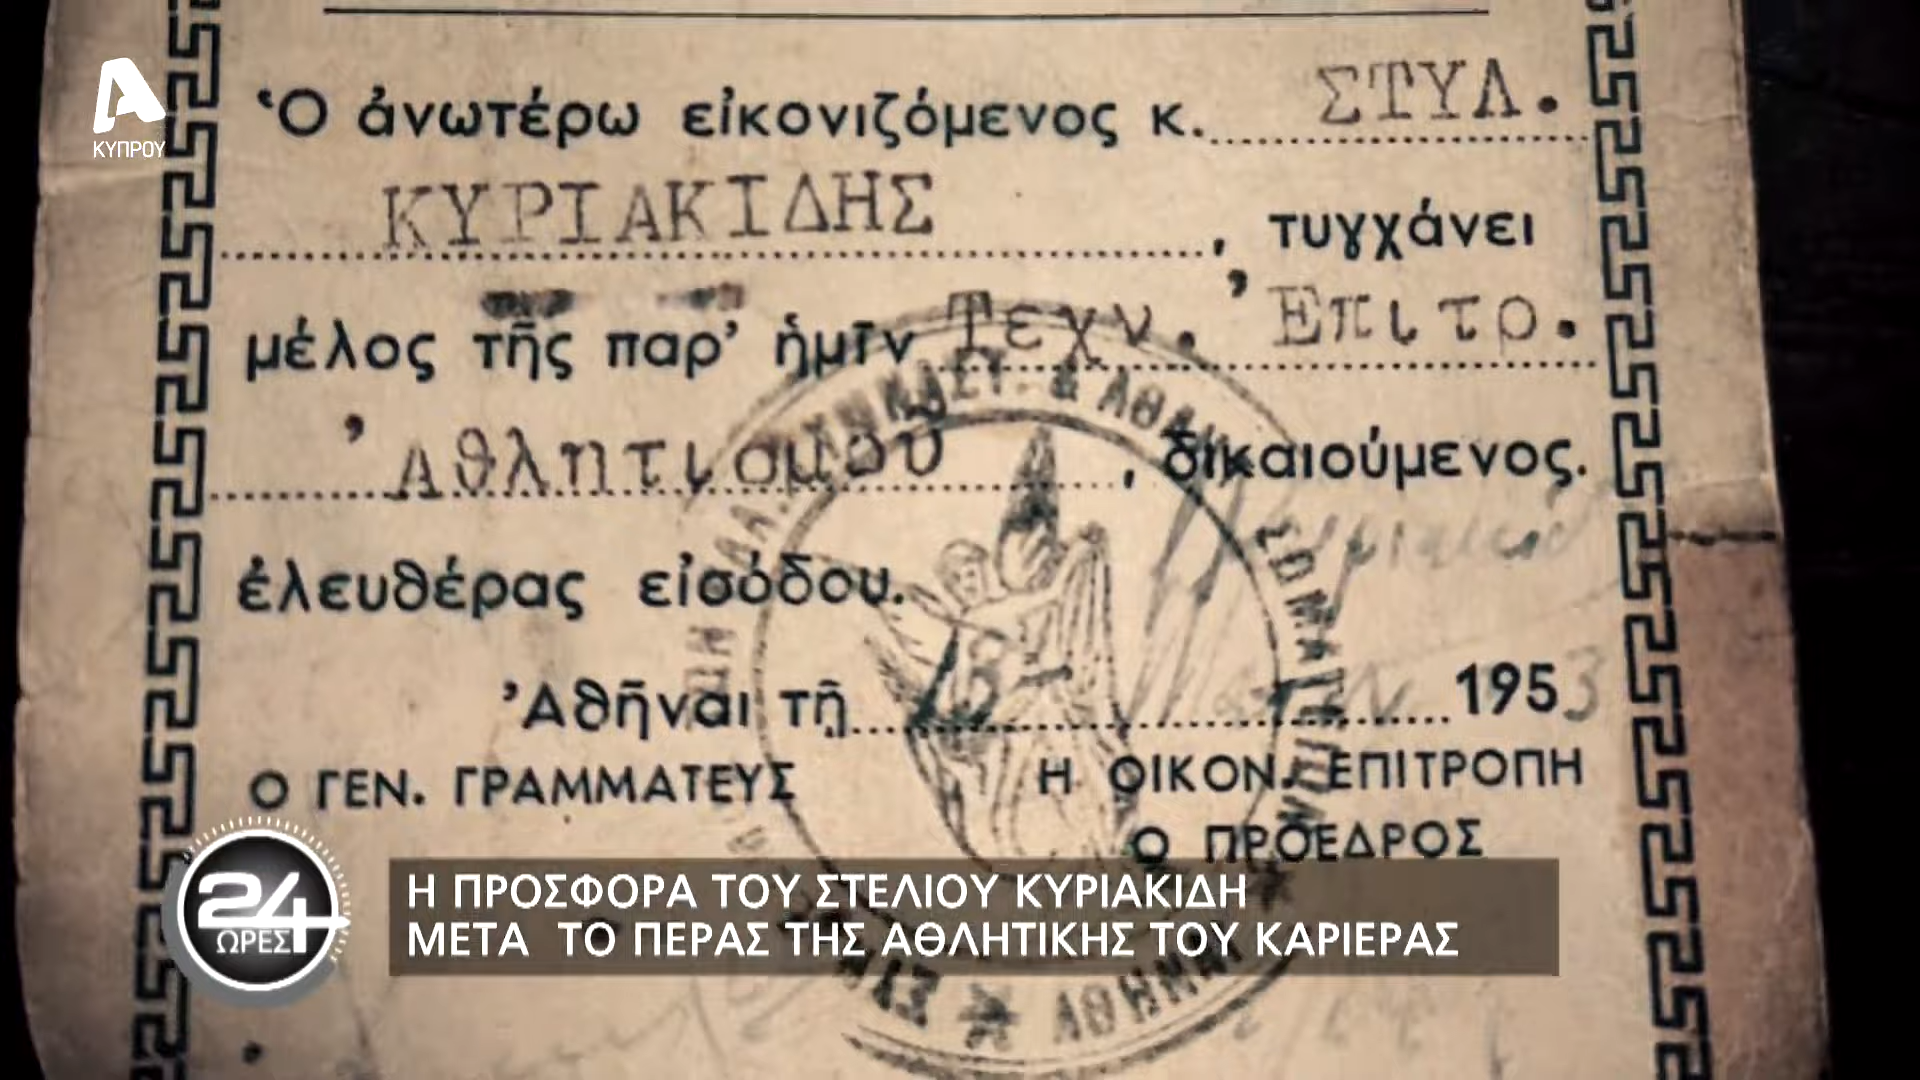 Α
ΚΥΠΡΟΥ
Ὁ ἀνωτέρω εἰκονιζόμενος κ. ΣΤΥΛ.
ΚΥΡΙΑΚΙΔΗΣ, τυγχάνει
μέλος τῆς παρ' ἡμῖν Τεχν. Ἐπιτρ.
Ἀθλητισμοῦ, δικαιούμενος.
ἐλευθέρας εἰσόδου.
Ἀθῆναι τῇ 1953
Ο ΓΕΝ. ΓΡΑΜΜΑΤΕΥΣ Η ΟΙΚΟΝ. ΕΠΙΤΡΟΠΗ
Ο ΠΡΟΕΔΡΟΣ
24
ΩΡΕΣ
Η ΠΡΟΣΦΟΡΑ ΤΟΥ ΣΤΕΛΙΟΥ ΚΥΡΙΑΚΙΔΗ
ΜΕΤΑ ΤΟ ΠΕΡΑΣ ΤΗΣ ΑΘΛΗΤΙΚΗΣ ΤΟΥ ΚΑΡΙΕΡΑΣ